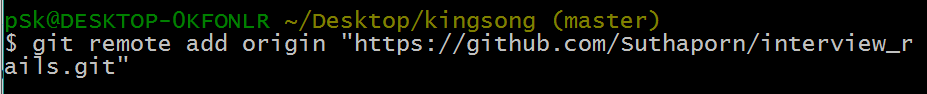 pSk@DESKTOP-0KFONLR ~/Desktop/kingsong (master)
$ git remote add origin "https://github.com/Suthaporn/interview_r
ails.git"